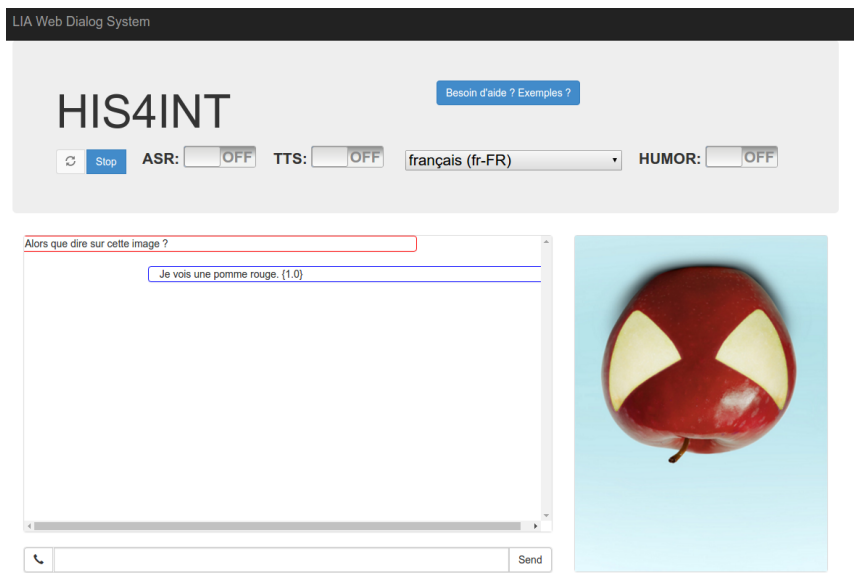 LIA Web Dialog System
HIS4INT
Besoin d'aide ? Exemples ?
Stop ASR: OFF TTS: OFF français (fr-FR) HUMOR: OFF
Alors que dire sur cette image ?
Je vois une pomme rouge. {1.0}
Send